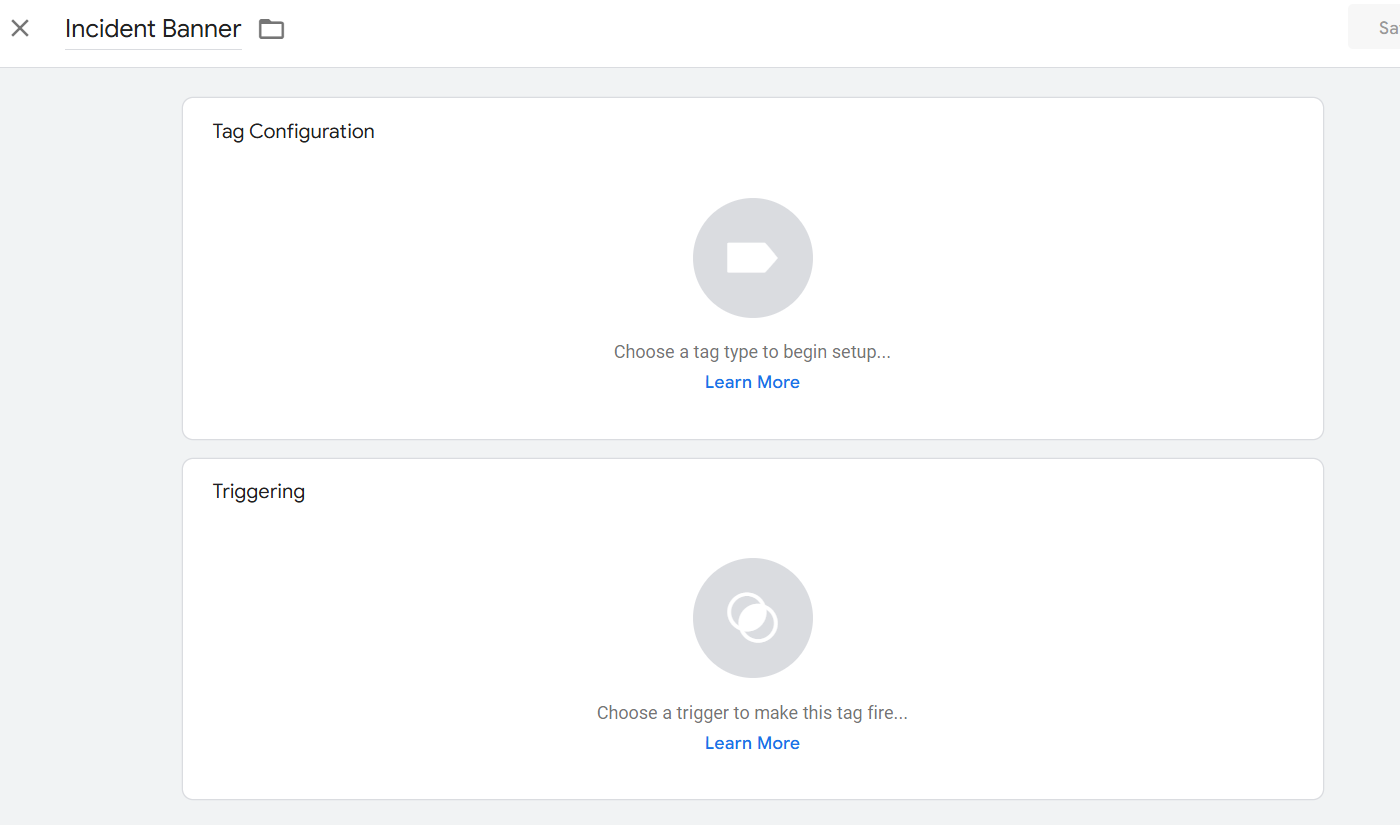 Incident Banner
Sa
Tag Configuration
Choose a tag type to begin setup...
Learn More
Triggering
Choose a trigger to make this tag fire...
Learn More